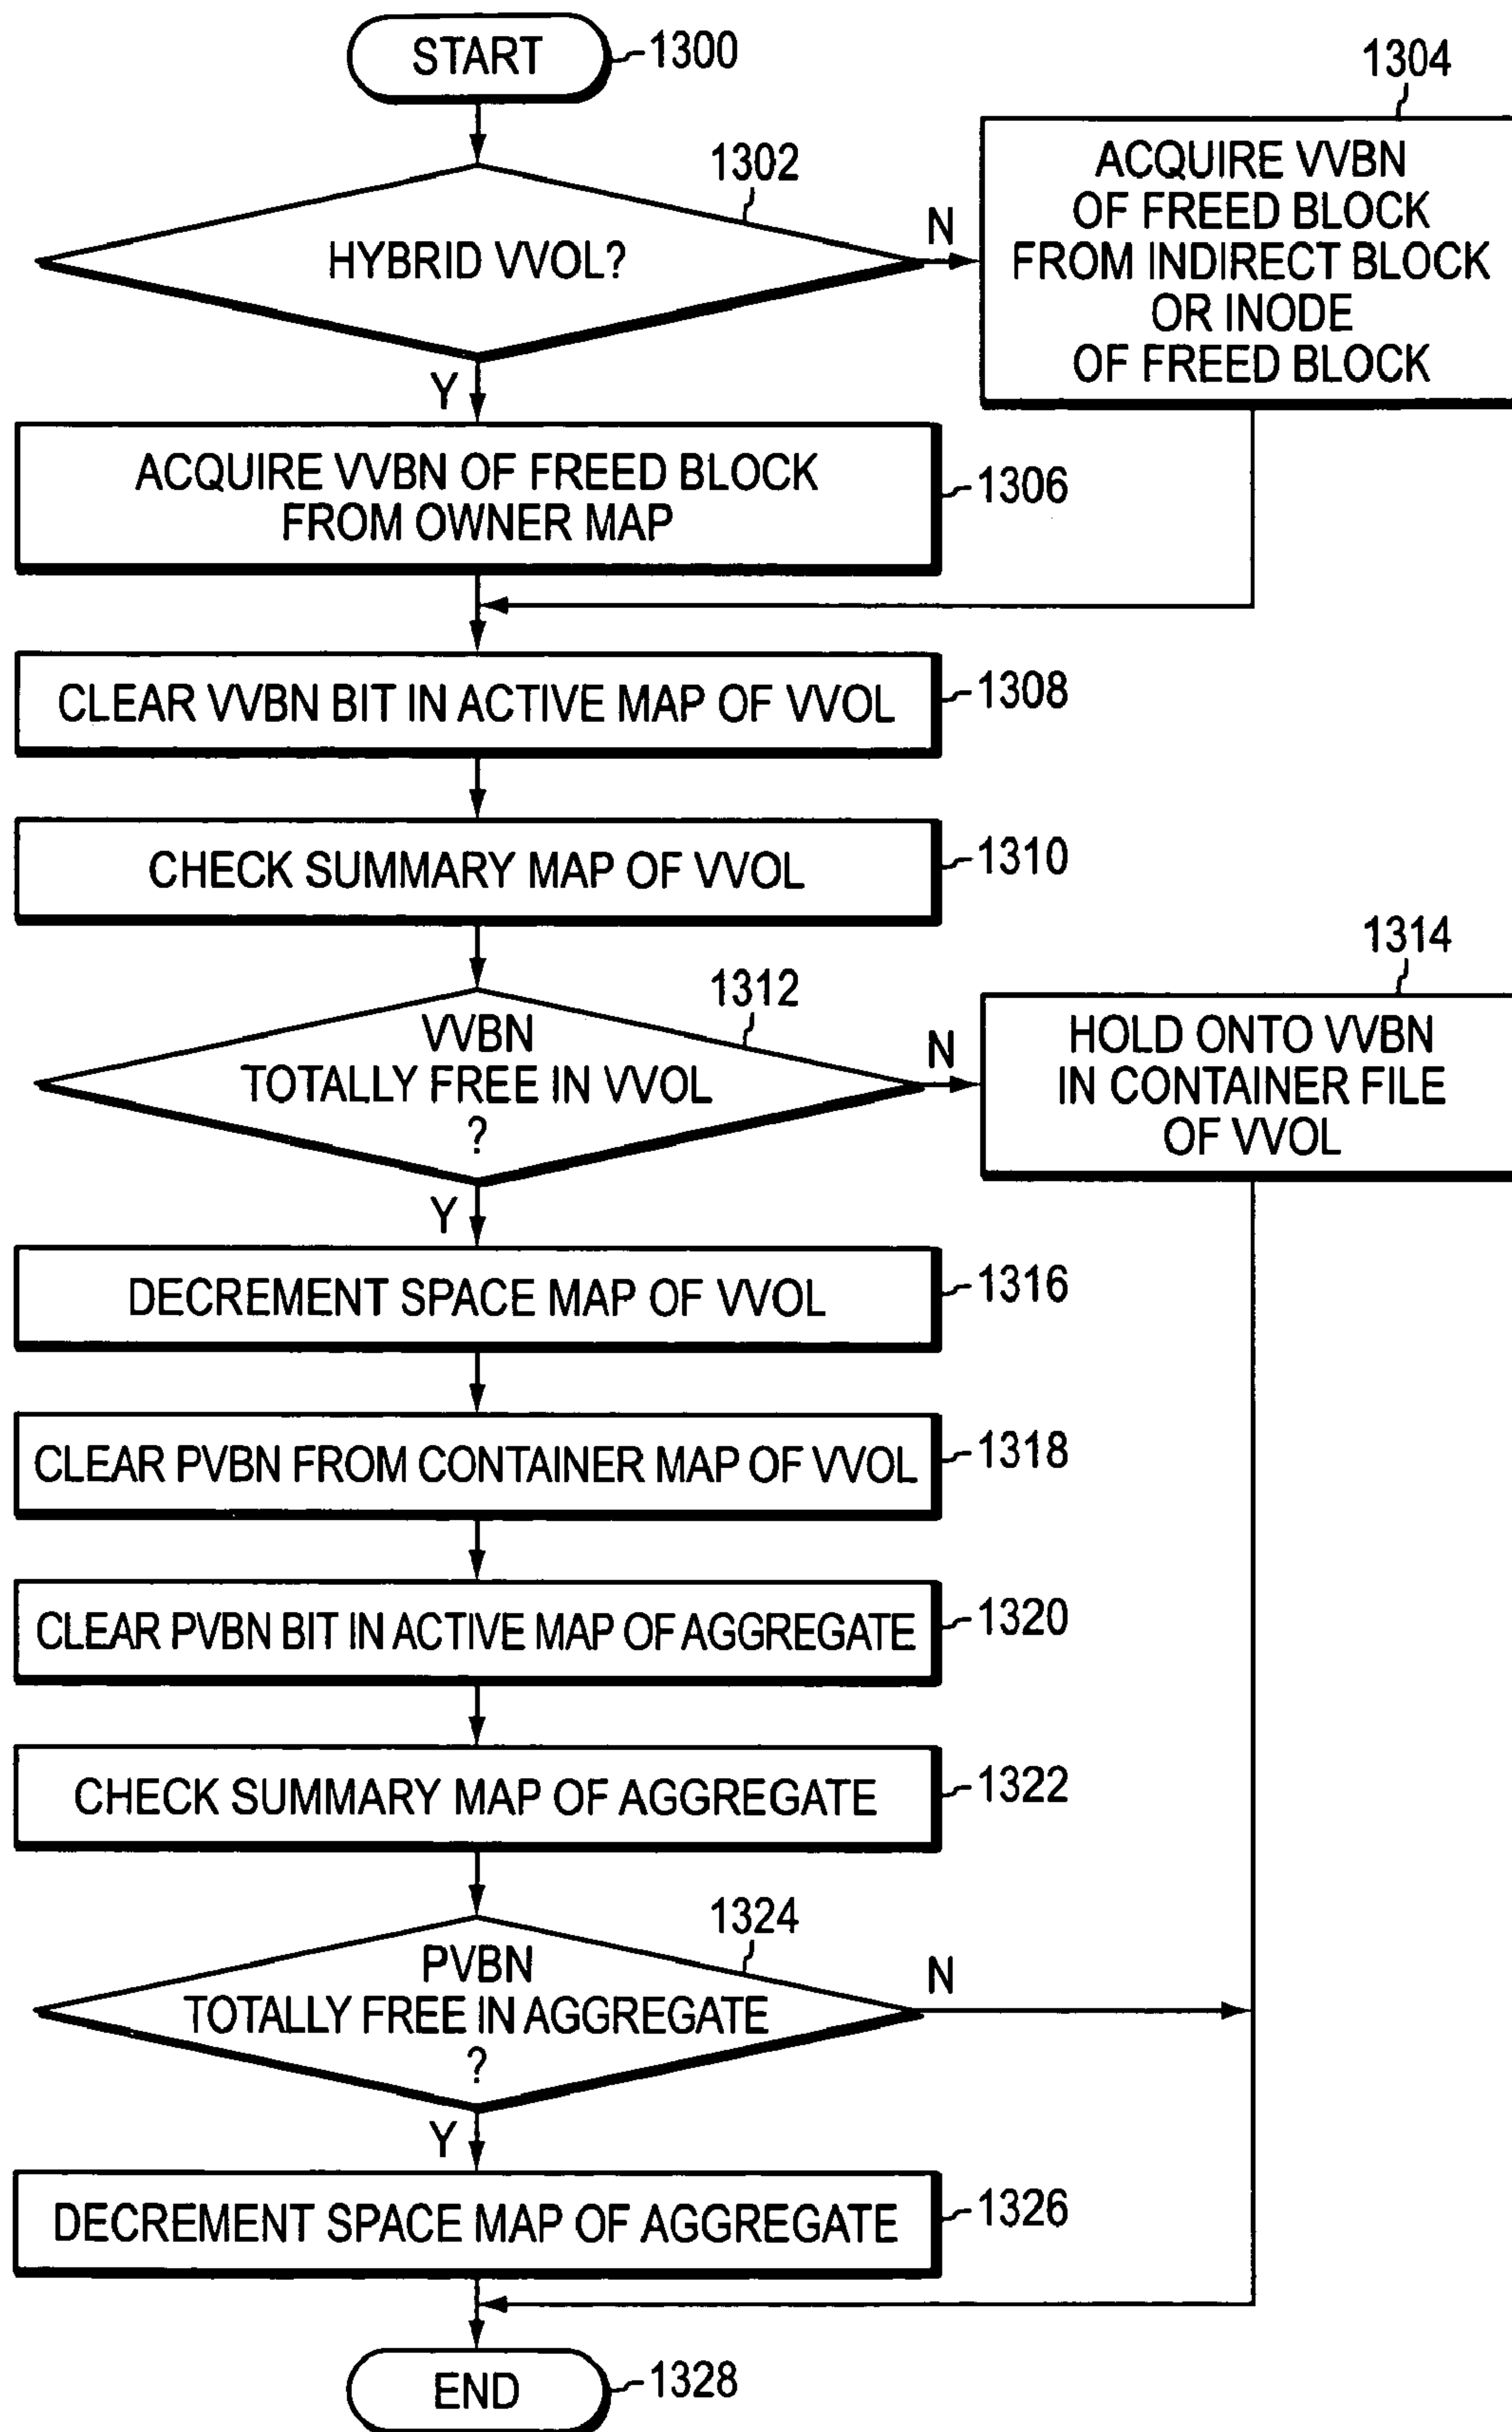 START
1300
1302
HYBRID VVOL?
N
Y
1304
ACQUIRE VVBN
OF FREED BLOCK
FROM INDIRECT BLOCK
OR INODE
OF FREED BLOCK
ACQUIRE VVBN OF FREED BLOCK
FROM OWNER MAP
1306
CLEAR VVBN BIT IN ACTIVE MAP OF VVOL
1308
CHECK SUMMARY MAP OF VVOL
1310
1312
VVBN
TOTALLY FREE IN VVOL
?
N
Y
1314
HOLD ONTO VVBN
IN CONTAINER FILE
OF VVOL
DECREMENT SPACE MAP OF VVOL
1316
CLEAR PVBN FROM CONTAINER MAP OF VVOL
1318
CLEAR PVBN BIT IN ACTIVE MAP OF AGGREGATE
1320
CHECK SUMMARY MAP OF AGGREGATE
1322
1324
PVBN
TOTALLY FREE IN AGGREGATE
?
N
Y
DECREMENT SPACE MAP OF AGGREGATE
1326
END
1328